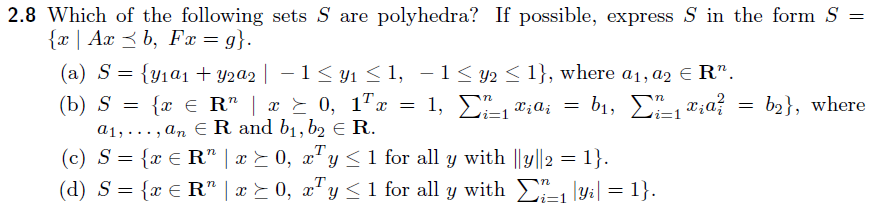 2.8 Which of the following sets S are polyhedra? If possible, express S in the form S =
{x | Ax ⪯ b, Fx = g}.
(a) S = {y₁a₁ + y₂a₂ | − 1 ≤ y₁ ≤ 1, − 1 ≤ y₂ ≤ 1}, where a₁, a₂ ∈ Rⁿ.
(b) S = {x ∈ Rⁿ | x ⪰ 0, 1ᵀx = 1, ∑ⁿᵢ₌₁ xᵢaᵢ = b₁, ∑ⁿᵢ₌₁ xᵢaᵢ² = b₂}, where
a₁, . . . , aₙ ∈ R and b₁, b₂ ∈ R.
(c) S = {x ∈ Rⁿ | x ⪰ 0, xᵀy ≤ 1 for all y with ‖y‖₂ = 1}.
(d) S = {x ∈ Rⁿ | x ⪰ 0, xᵀy ≤ 1 for all y with ∑ⁿᵢ₌₁ |yᵢ| = 1}.